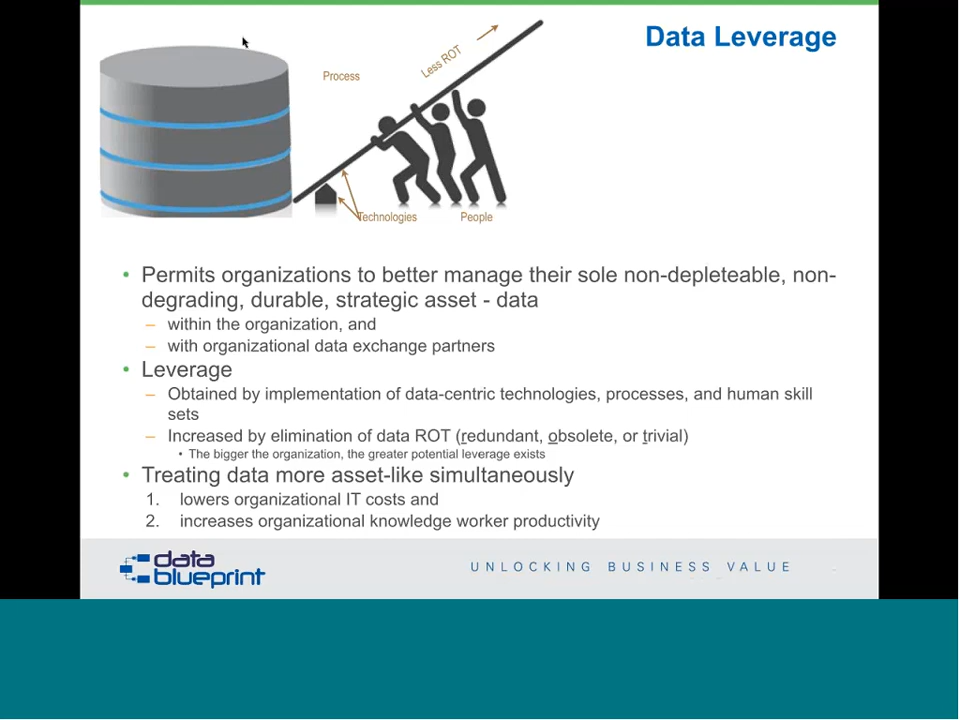 Data Leverage
Less ROT
Process
Technologies
People
• Permits organizations to better manage their sole non-depleteable, non-
degrading, durable, strategic asset - data
– within the organization, and
– with organizational data exchange partners
• Leverage
– Obtained by implementation of data-centric technologies, processes, and human skill
sets
– Increased by elimination of data ROT (redundant, obsolete, or trivial)
• The bigger the organization, the greater potential leverage exists
• Treating data more asset-like simultaneously
1. lowers organizational IT costs and
2. increases organizational knowledge worker productivity
data
blueprint
UNLOCKING BUSINESS VALUE